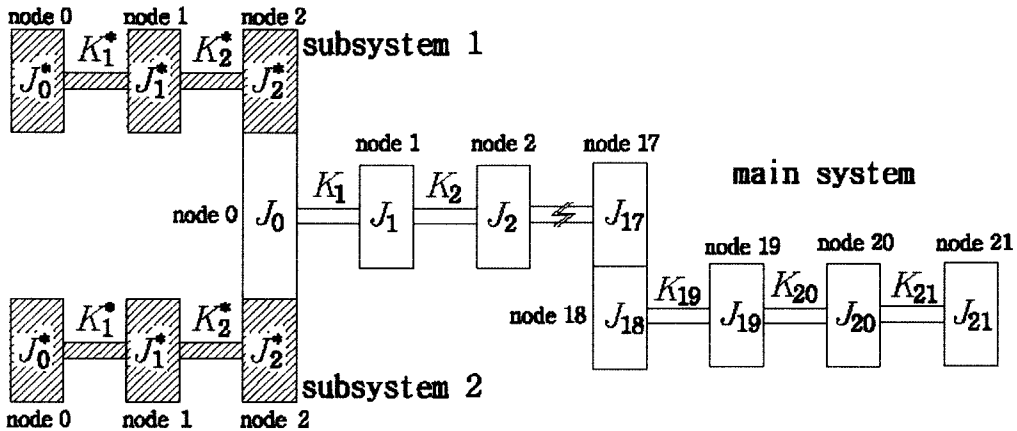 node 0 node 1 node 2
subsystem 1
K₁* K₂*
J₀* J₁* J₂*
node 1 node 2 node 17
main system
K₁ K₂
node 0 J₀ J₁ J₂ J₁₇
node 19 node 20 node 21
K₁₉ K₂₀ K₂₁
node 18 J₁₈ J₁₉ J₂₀ J₂₁
K₁* K₂*
J₀* J₁* J₂*
subsystem 2
node 0 node 1 node 2